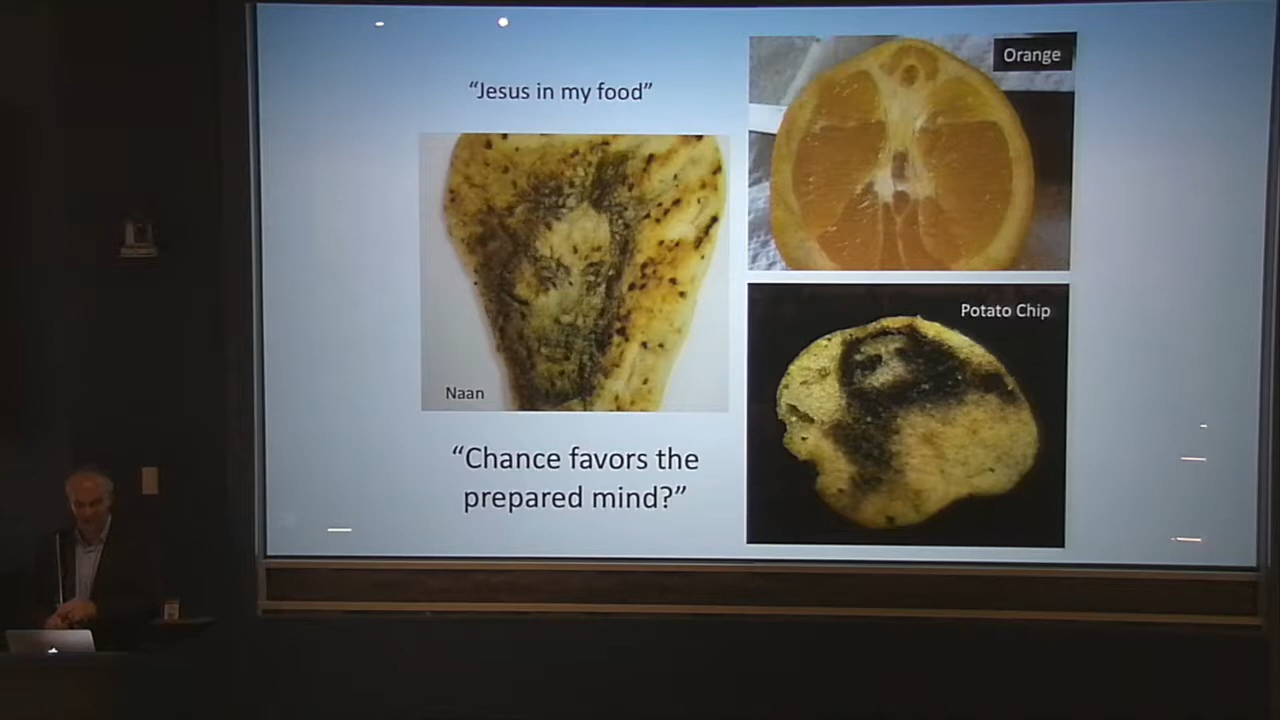 “Jesus in my food”
Orange
Naan
Potato Chip
“Chance favors the
prepared mind?”